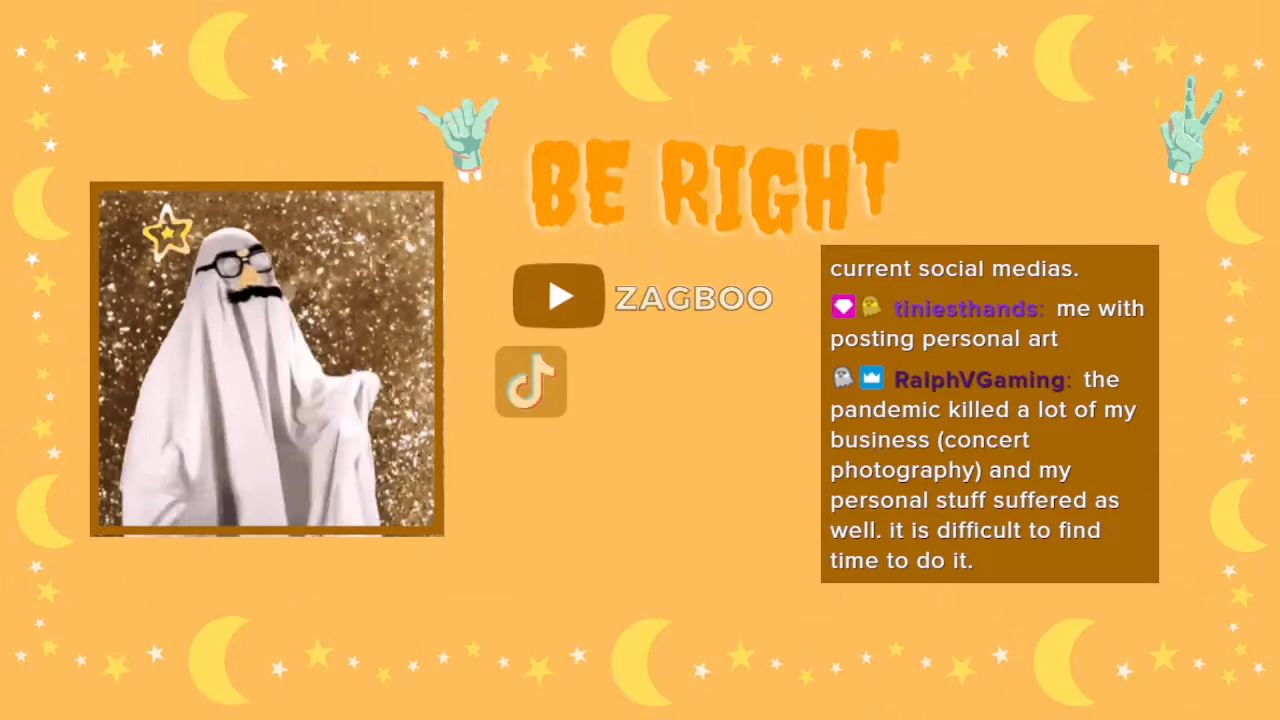 BE RIGHT
ZAGBOO
current social medias.
tiniesthands: me with
posting personal art
RalphVGaming: the
pandemic killed a lot of my
business (concert
photography) and my
personal stuff suffered as
well. it is difficult to find
time to do it.